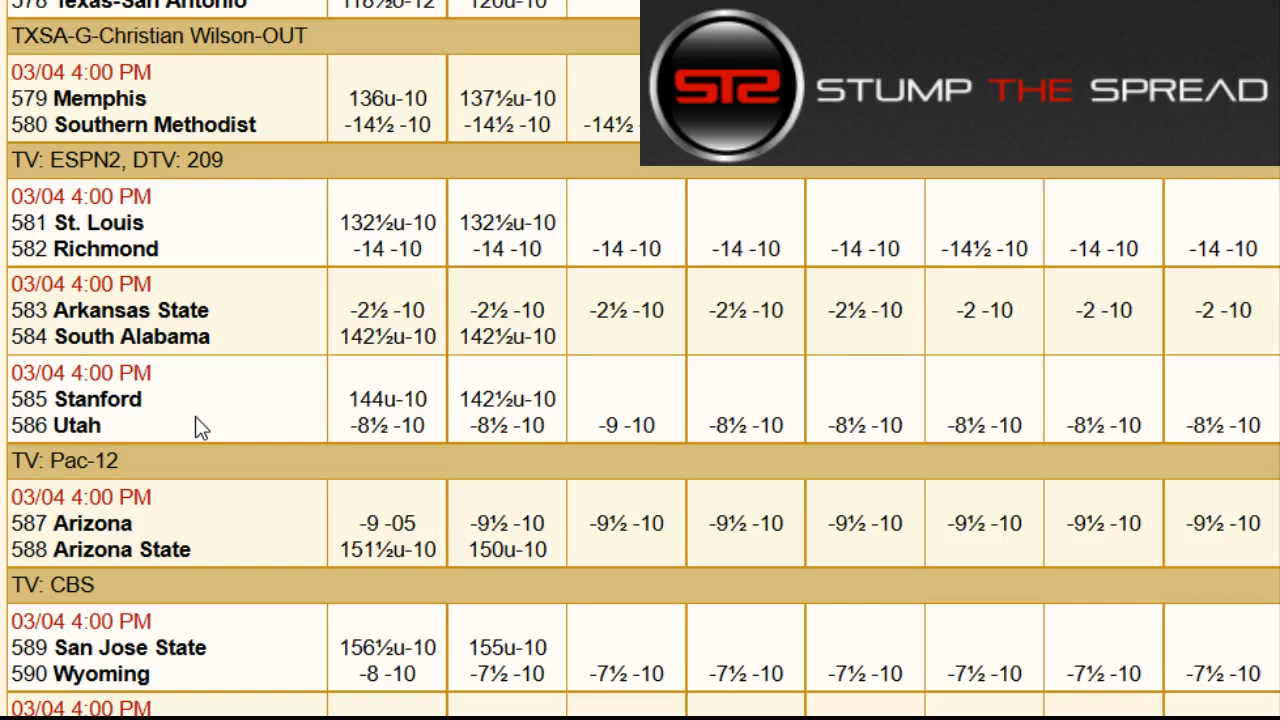 578 Texas-San Antonio 118½u-12 120u-10
TXSA-G-Christian Wilson-OUT
STS STUMP THE SPREAD
03/04 4:00 PM
579 Memphis 136u-10 137½u-10
580 Southern Methodist -14½ -10 -14½ -10 -14½
TV: ESPN2, DTV: 209
03/04 4:00 PM
581 St. Louis 132½u-10 132½u-10
582 Richmond -14 -10 -14 -10 -14 -10 -14 -10 -14 -10 -14½ -10 -14 -10 -14 -10
03/04 4:00 PM
583 Arkansas State -2½ -10 -2½ -10 -2½ -10 -2½ -10 -2½ -10 -2 -10 -2 -10 -2 -10
584 South Alabama 142½u-10 142½u-10
03/04 4:00 PM
585 Stanford 144u-10 142½u-10
586 Utah -8½ -10 -8½ -10 -9 -10 -8½ -10 -8½ -10 -8½ -10 -8½ -10 -8½ -10
TV: Pac-12
03/04 4:00 PM
587 Arizona -9 -05 -9½ -10 -9½ -10 -9½ -10 -9½ -10 -9½ -10 -9½ -10 -9½ -10
588 Arizona State 151½u-10 150u-10
TV: CBS
03/04 4:00 PM
589 San Jose State 156½u-10 155u-10
590 Wyoming -8 -10 -7½ -10 -7½ -10 -7½ -10 -7½ -10 -7½ -10 -7½ -10 -7½ -10
03/04 4:00 PM